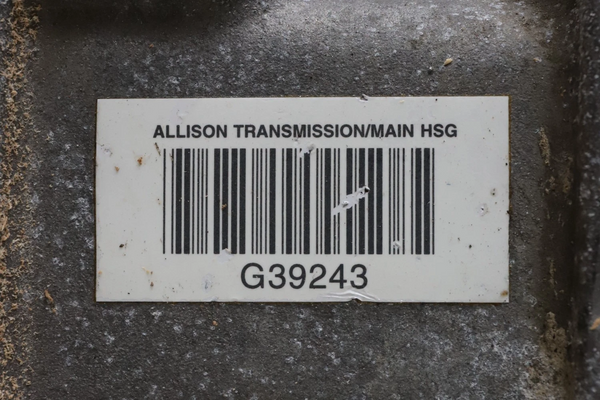 ALLISON TRANSMISSION/MAIN HSG
G39243